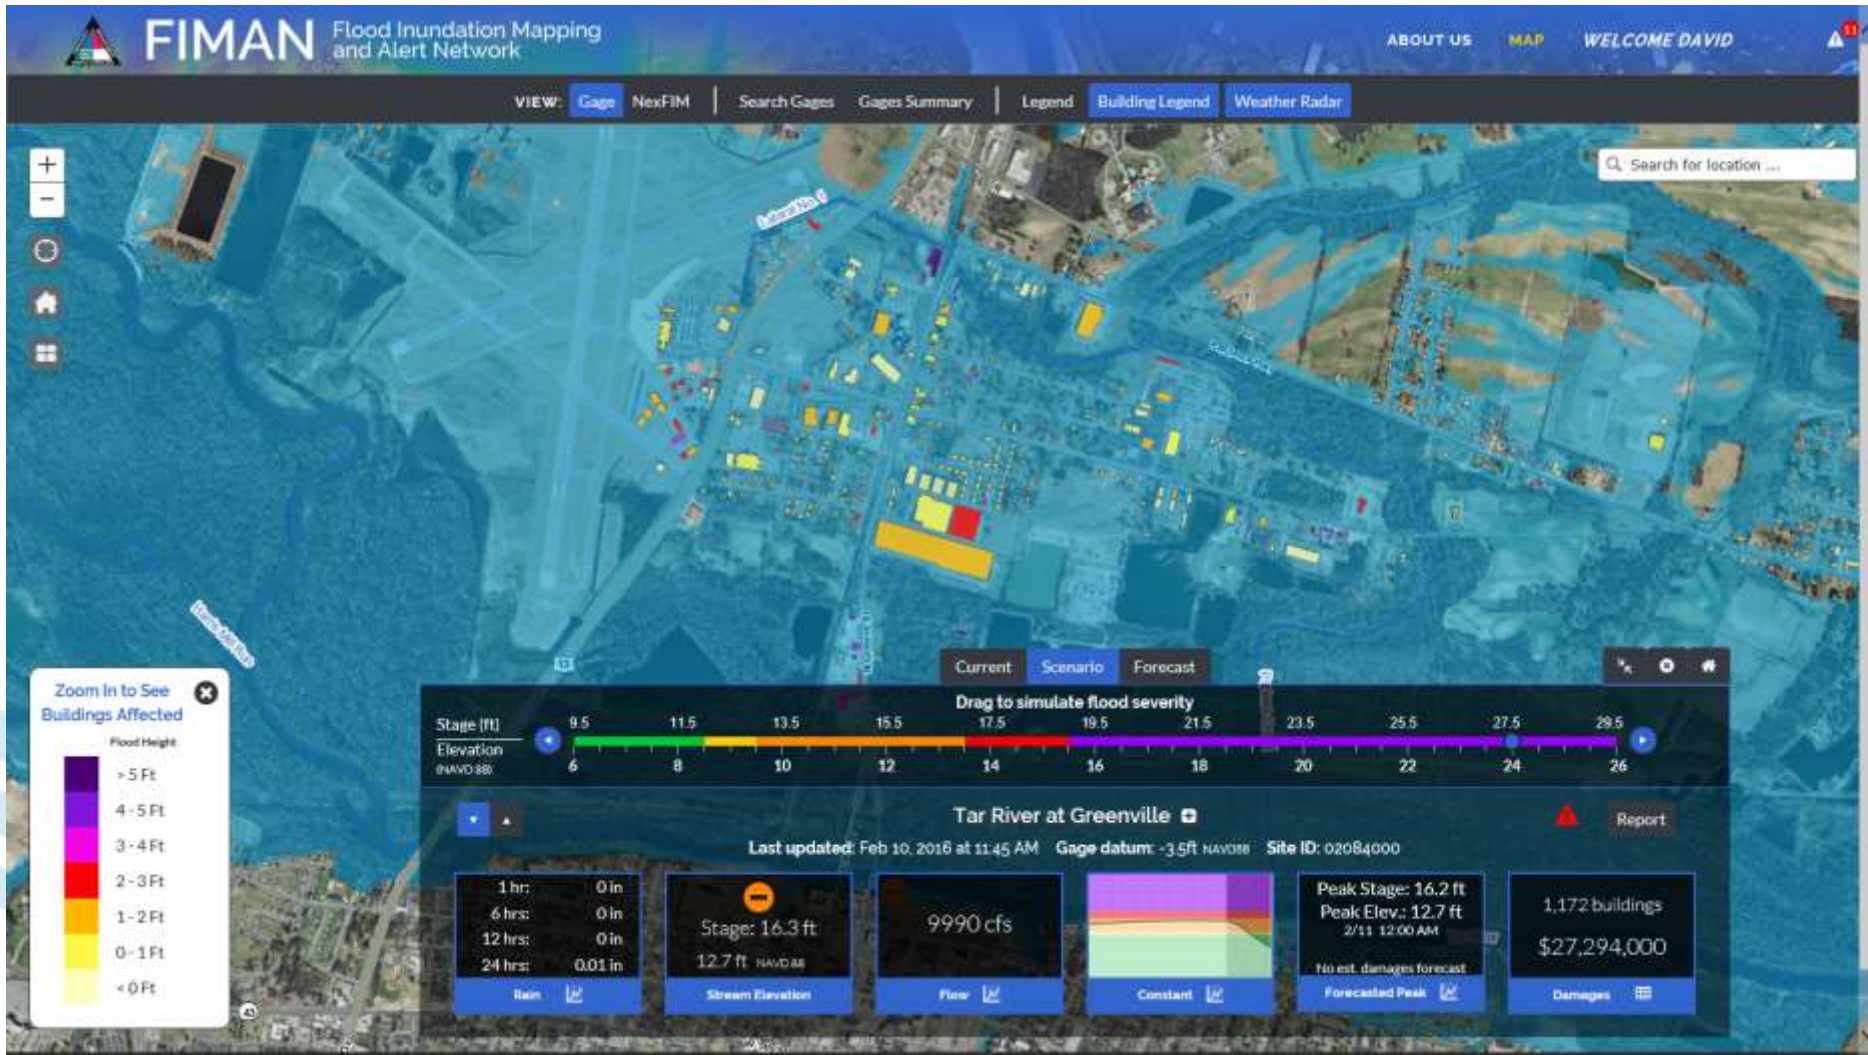 FIMAN
Flood Inundation Mapping
and Alert Network
ABOUT US
MAP
WELCOME DAVID
VIEW:
Gage
NexFIM
Search Gages
Gages Summary
Legend
Building Legend
Weather Radar
+
−
Search for location ...
13
Zoom In to See
Buildings Affected
Flood Height
> 5 Ft
4 - 5 Ft
3 - 4 Ft
2 - 3 Ft
1 - 2 Ft
0 - 1 Ft
< 0 Ft
43
Current
Scenario
Forecast
Drag to simulate flood severity
Stage (ft)
9.5 11.5 13.5 15.5 17.5 19.5 21.5 23.5 25.5 27.5 29.5
Elevation
(NAVD 88)
6 8 10 12 14 16 18 20 22 24 26
Tar River at Greenville
Report
Last updated: Feb 10, 2016 at 11:45 AM Gage datum: -3.5ft NAVD88 Site ID: 02084000
1 hr: 0 in
6 hrs: 0 in
12 hrs: 0 in
24 hrs: 0.01 in
Rain
Stage: 16.3 ft
12.7 ft NAVD 88
Stream Elevation
9990 cfs
Flow
Constant
Peak Stage: 16.2 ft
Peak Elev.: 12.7 ft
2/11 12:00 AM
No est. damages forecast
Forecasted Peak
1,172 buildings
$27,294,000
Damages